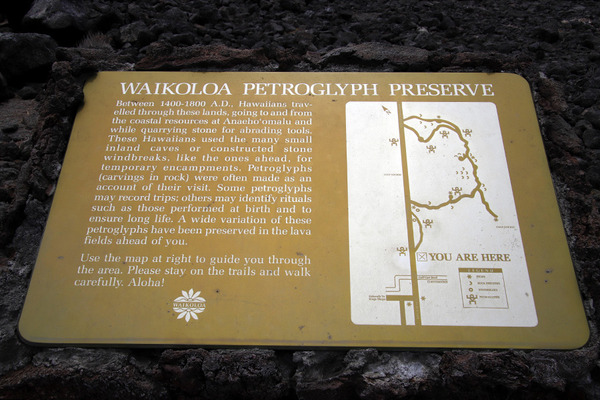 WAIKOLOA PETROGLYPH PRESERVE
Between 1400-1800 A.D., Hawaiians trav-
elled through these lands, going to and from
the coastal resources at Anaeho'omalu and
while quarrying stone for abrading tools.
These Hawaiians used the many small
inland caves or constructed stone
windbreaks, like the ones ahead, for
temporary encampments. Petroglyphs
(carvings in rock) were often made as an
account of their visit. Some petroglyphs
may record trips; others may identify rituals
such as those performed at birth and to
ensure long life. A wide variation of these
petroglyphs have been preserved in the lava
fields ahead of you.
Use the map at right to guide you through
the area. Please stay on the trails and walk
carefully. Aloha!
WAIKOLOA
YOU ARE HERE
LEGEND